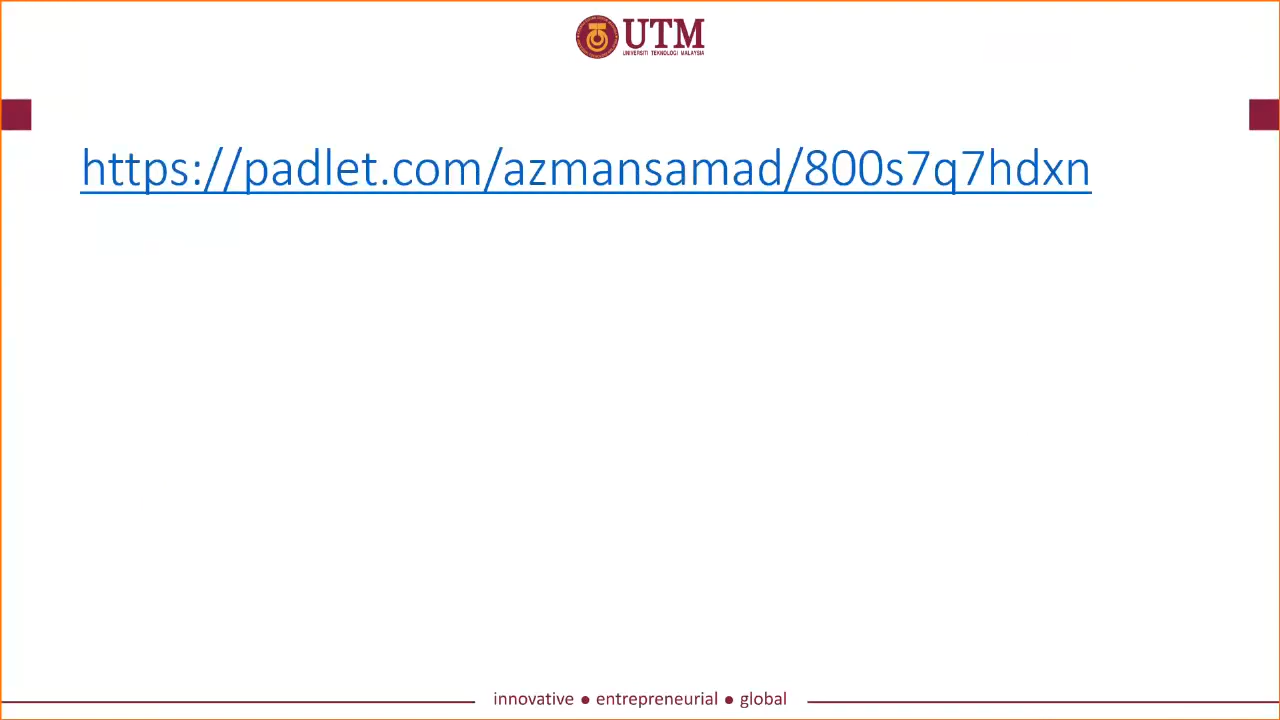 UTM
UNIVERSITI TEKNOLOGI MALAYSIA
https://padlet.com/azmansamad/800s7q7hdxn
innovative ● entrepreneurial ● global